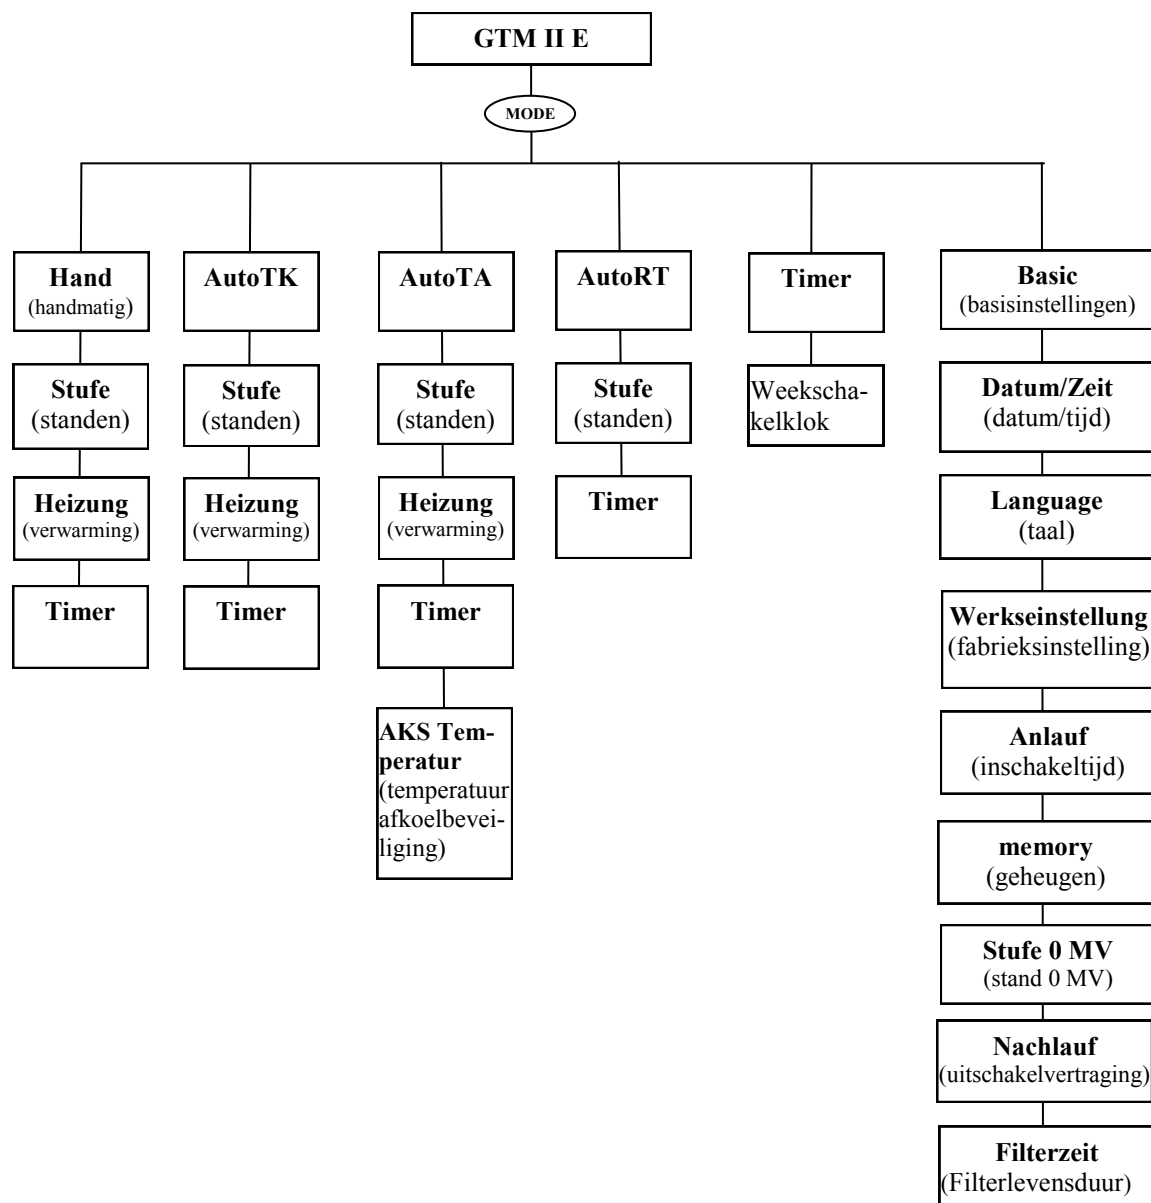 GTM II E
MODE
Hand
(handmatig)
Stufe
(standen)
Heizung
(verwarming)
Timer
AutoTK
Stufe
(standen)
Heizung
(verwarming)
Timer
AutoTA
Stufe
(standen)
Heizung
(verwarming)
Timer
AKS Tem-
peratur
(temperatuur
afkoelbevei-
liging)
AutoRT
Stufe
(standen)
Timer
Timer
Weekscha-
kelklok
Basic
(basisinstellingen)
Datum/Zeit
(datum/tijd)
Language
(taal)
Werkseinstellung
(fabrieksinstelling)
Anlauf
(inschakeltijd)
memory
(geheugen)
Stufe 0 MV
(stand 0 MV)
Nachlauf
(uitschakelvertraging)
Filterzeit
(Filterlevensduur)